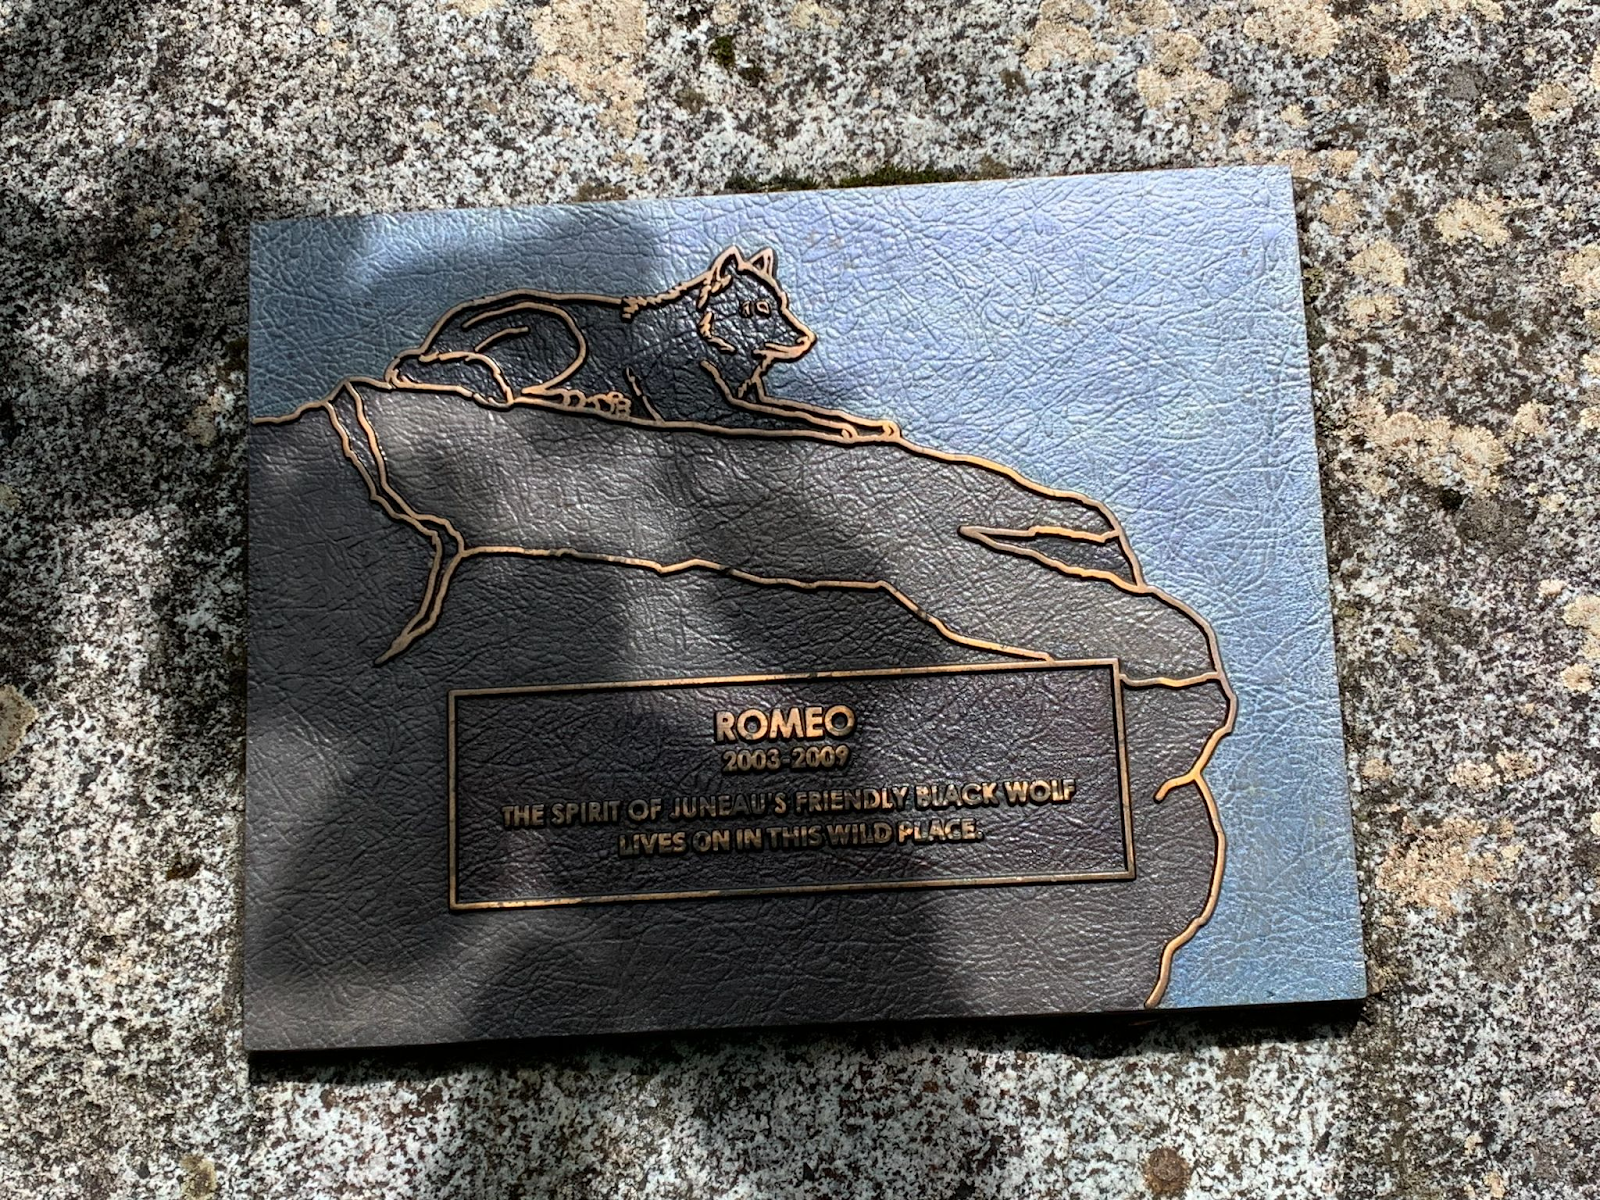 ROMEO
2003-2009
THE SPIRIT OF JUNEAU'S FRIENDLY BLACK WOLF
LIVES ON IN THIS WILD PLACE.